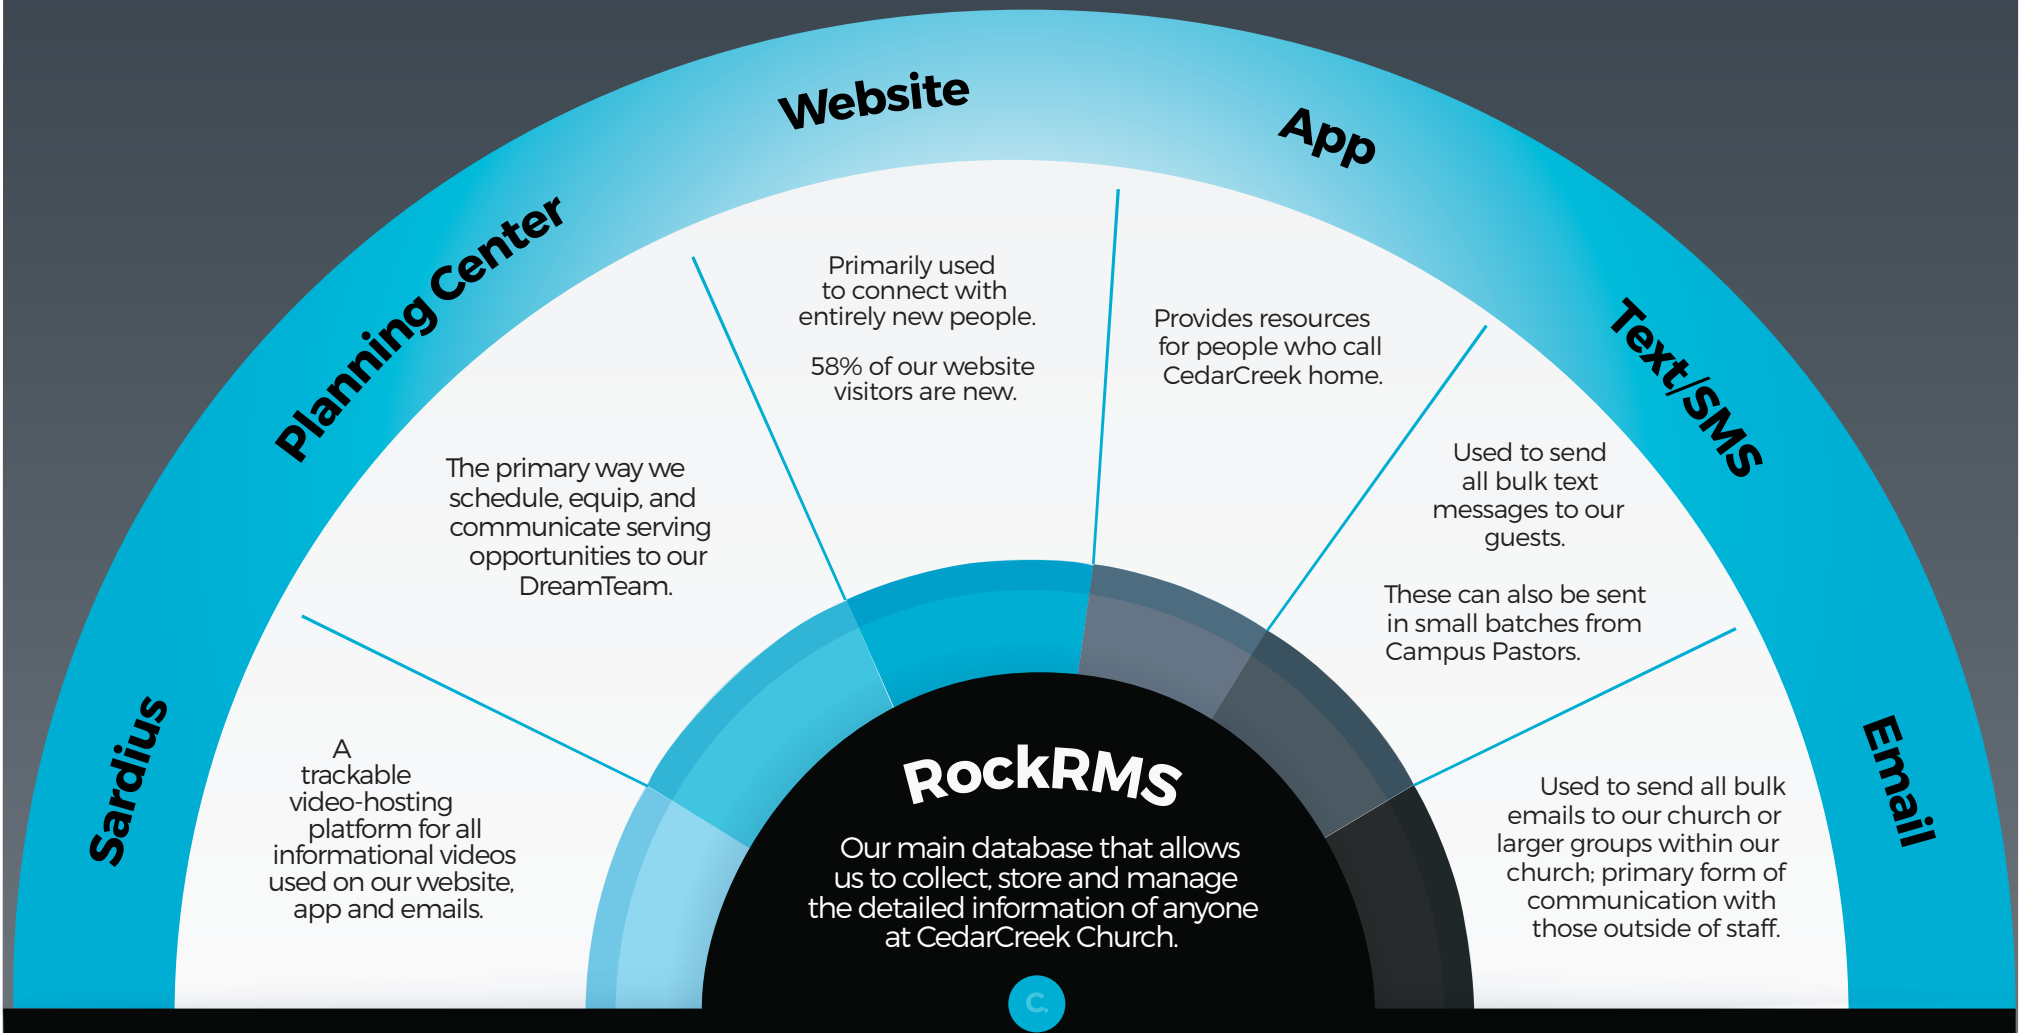 Sardius
A
trackable
video-hosting
platform for all
informational videos
used on our website,
app and emails.
Planning Center
The primary way we
schedule, equip, and
communicate serving
opportunities to our
DreamTeam.
Website
Primarily used
to connect with
entirely new people.
58% of our website
visitors are new.
App
Provides resources
for people who call
CedarCreek home.
Text/SMS
Used to send
all bulk text
messages to our
guests.
These can also be sent
in small batches from
Campus Pastors.
Email
Used to send all bulk
emails to our church or
larger groups within our
church; primary form of
communication with
those outside of staff.
RockRMS
Our main database that allows
us to collect, store and manage
the detailed information of anyone
at CedarCreek Church.
C.